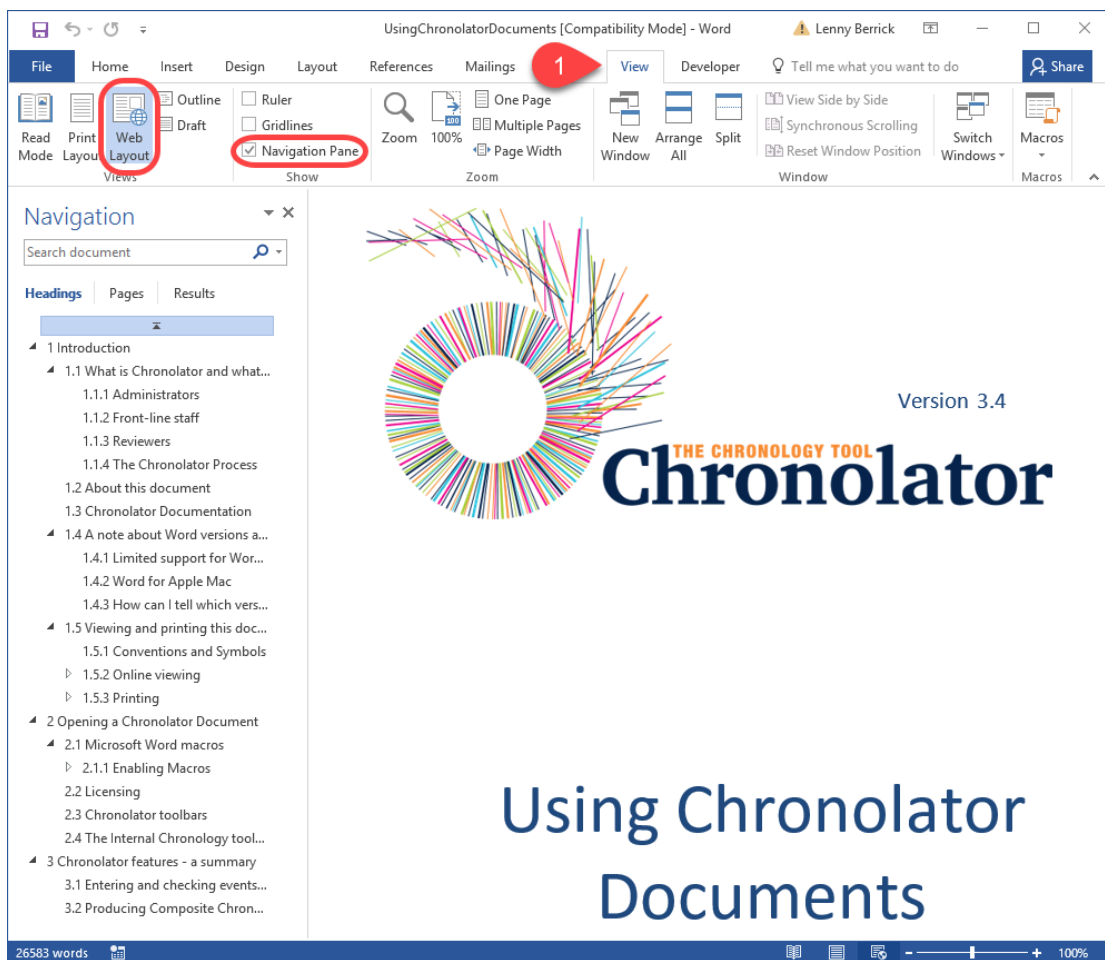 UsingChronolatorDocuments [Compatibility Mode] - Word
Lenny Berrick
File Home Insert Design Layout References Mailings 1 View Developer Tell me what you want to do Share
Read Mode
Print Layout
Web Layout
Outline
Draft
Views
Ruler
Gridlines
Navigation Pane
Show
Zoom
100
100%
One Page
Multiple Pages
Page Width
Zoom
New Window
Arrange All
Split
View Side by Side
Synchronous Scrolling
Reset Window Position
Switch Windows
Window
Macros
Macros
Navigation
Search document
Headings Pages Results
1 Introduction
1.1 What is Chronolator and what...
1.1.1 Administrators
1.1.2 Front-line staff
1.1.3 Reviewers
1.1.4 The Chronolator Process
1.2 About this document
1.3 Chronolator Documentation
1.4 A note about Word versions a...
1.4.1 Limited support for Wor...
1.4.2 Word for Apple Mac
1.4.3 How can I tell which vers...
1.5 Viewing and printing this doc...
1.5.1 Conventions and Symbols
1.5.2 Online viewing
1.5.3 Printing
2 Opening a Chronolator Document
2.1 Microsoft Word macros
2.1.1 Enabling Macros
2.2 Licensing
2.3 Chronolator toolbars
2.4 The Internal Chronology tool...
3 Chronolator features - a summary
3.1 Entering and checking events...
3.2 Producing Composite Chron...
Version 3.4
THE CHRONOLOGY TOOL
Chronolator
Using Chronolator
Documents
26583 words
100%